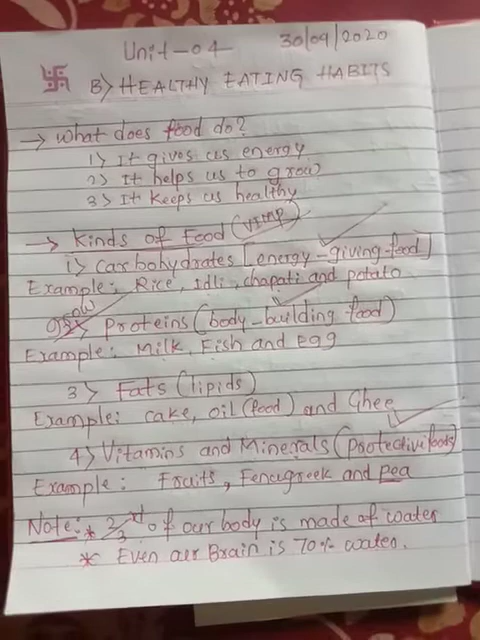 Unit-04 30/09/2020
卐 B) HEALTHY EATING HABITS
→ What does food do?
1) It gives us energy
2) It helps us to grow
3) It keeps us healthy
→ Kinds of Food (VIMP)
1) Carbohydrates [energy-giving food]
Example: Rice, Idli, chapati and potato
grow
2) Proteins (body-building food)
Example: Milk, Fish and Egg
3) Fats (lipids)
Example: cake, oil (food) and Ghee
4) Vitamins and Minerals (protective foods)
Example: Fruits, Fenugreek and pea
Note: * 2/3rd of our body is made of water
* Even our Brain is 70% water.